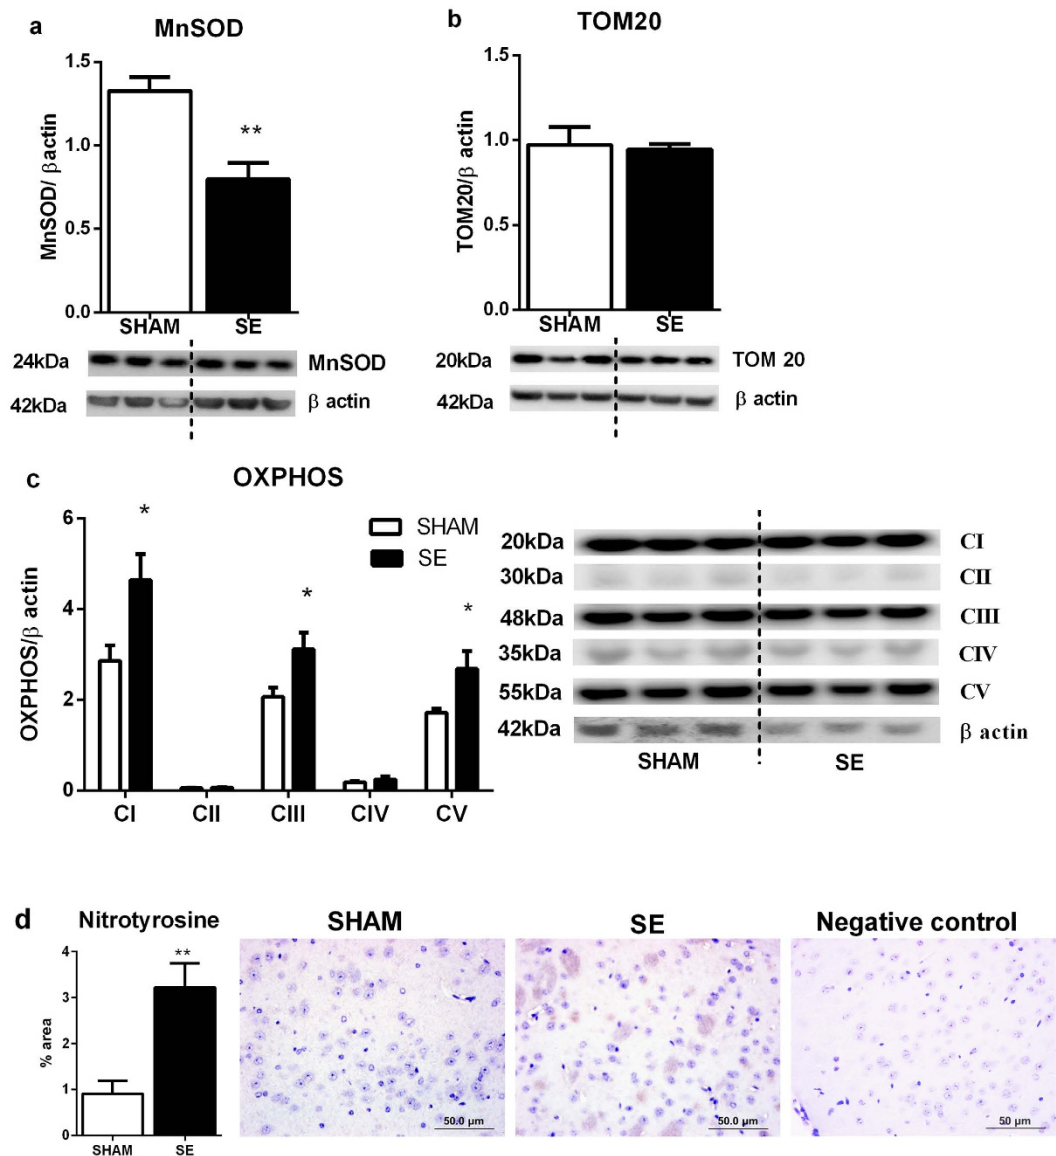 a
MnSOD
MnSOD/ βactin
1.5
1.0
0.5
0.0
**
SHAM SE
24kDa MnSOD
42kDa β actin
b
TOM20
TOM20/β actin
1.5
1.0
0.5
0.0
SHAM SE
20kDa TOM 20
42kDa β actin
c
OXPHOS
OXPHOS/β actin
6
4
2
0
* * *
SHAM
SE
CI CII CIII CIV CV
20kDa CI
30kDa CII
48kDa CIII
35kDa CIV
55kDa CV
42kDa β actin
SHAM SE
d
Nitrotyrosine
% area
4
3
2
1
0
**
SHAM SE
SHAM
50.0 µm
SE
50.0 µm
Negative control
50 µm